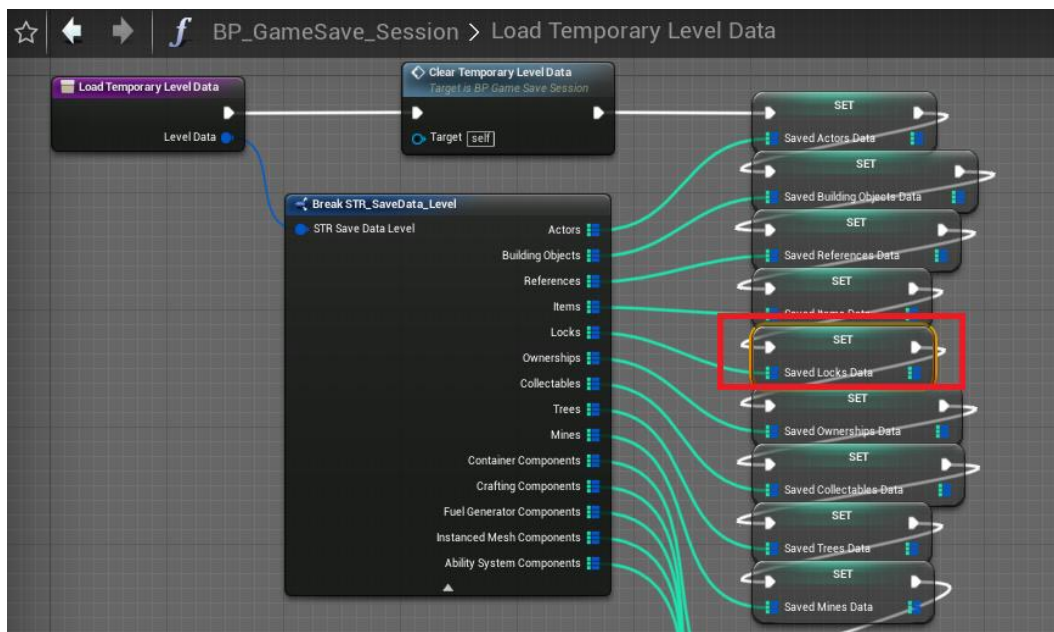 BP_GameSave_Session > Load Temporary Level Data
Load Temporary Level Data
Level Data
Clear Temporary Level Data
Target is BP Game Save Session
Target self
Break STR_SaveData_Level
STR Save Data Level
Actors
Building Objects
References
Items
Locks
Ownerships
Collectables
Trees
Mines
Container Components
Crafting Components
Fuel Generator Components
Instanced Mesh Components
Ability System Components
SET
Saved Actors Data
SET
Saved Building Objects Data
SET
Saved References Data
SET
Saved Items Data
SET
Saved Locks Data
SET
Saved Ownerships Data
SET
Saved Collectables Data
SET
Saved Trees Data
SET
Saved Mines Data